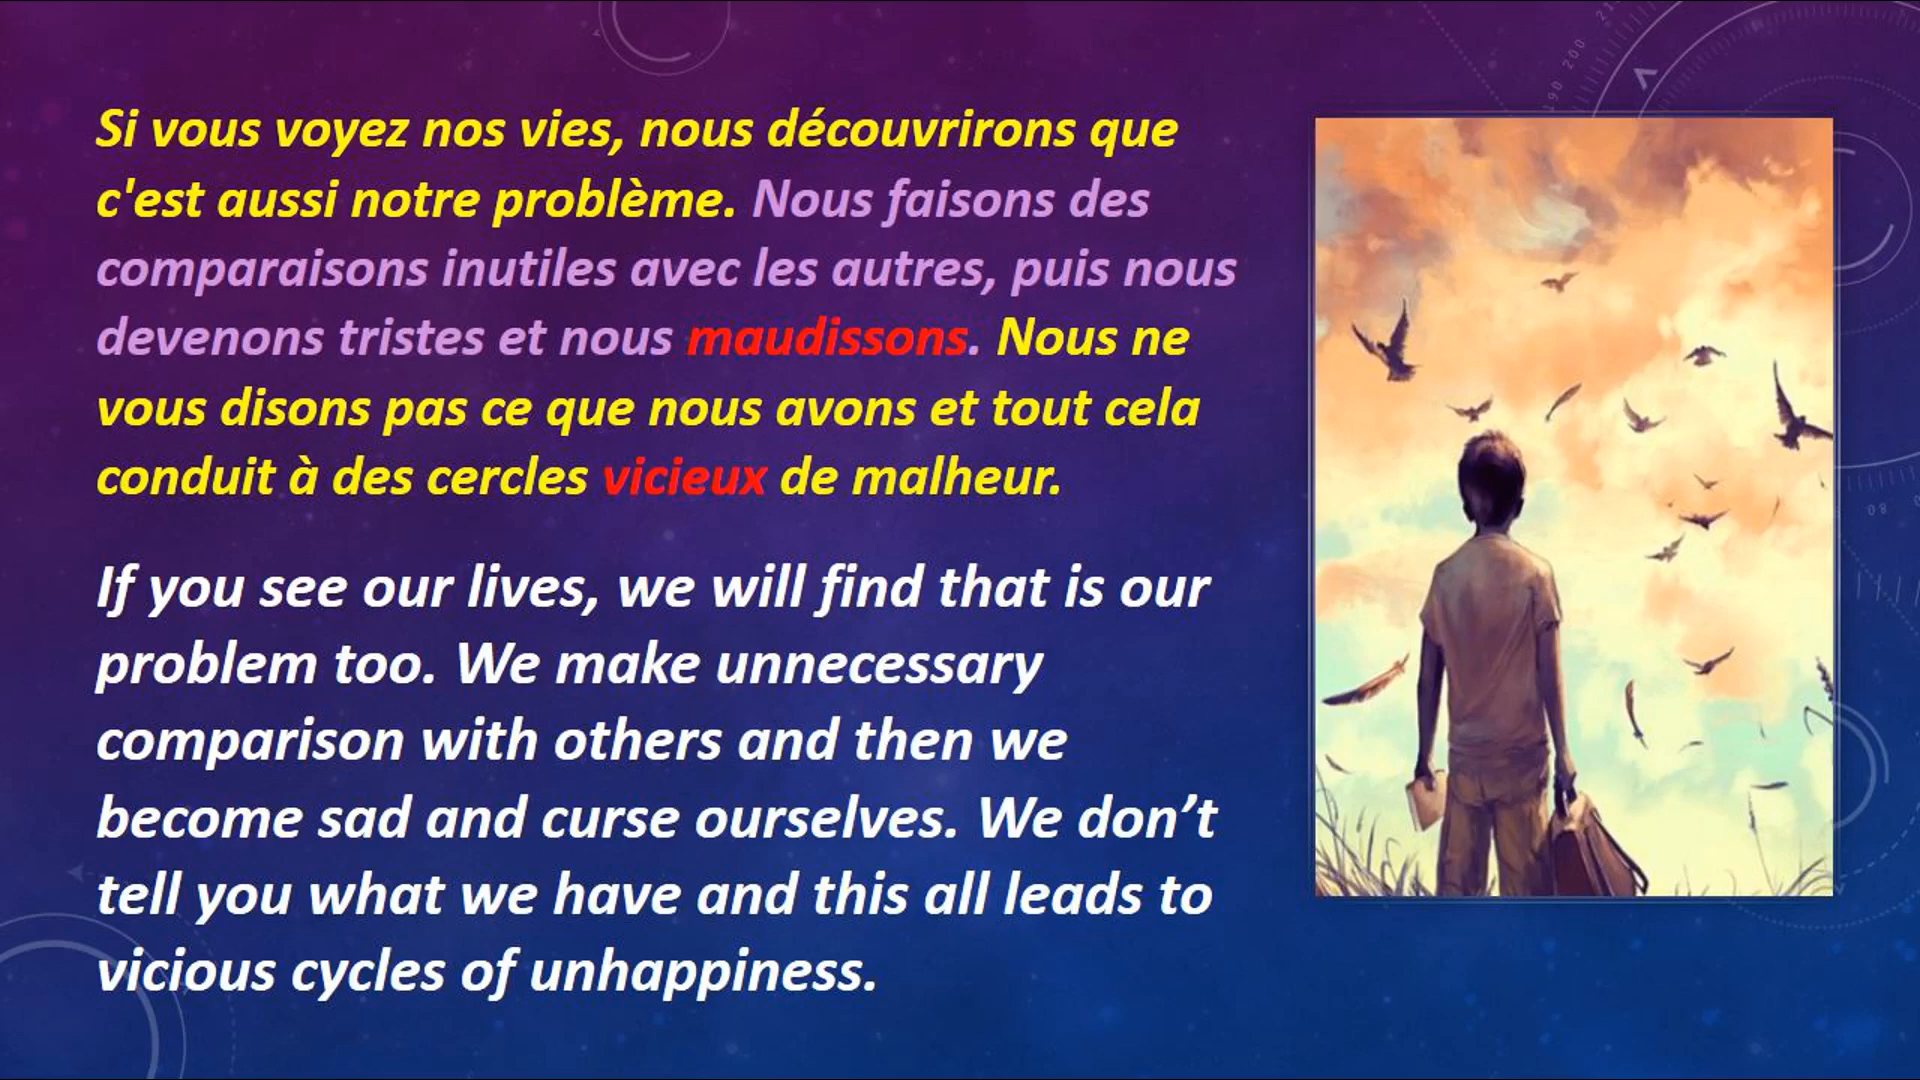 Si vous voyez nos vies, nous découvrirons que
c'est aussi notre problème. Nous faisons des
comparaisons inutiles avec les autres, puis nous
devenons tristes et nous maudissons. Nous ne
vous disons pas ce que nous avons et tout cela
conduit à des cercles vicieux de malheur.
If you see our lives, we will find that is our
problem too. We make unnecessary
comparison with others and then we
become sad and curse ourselves. We don’t
tell you what we have and this all leads to
vicious cycles of unhappiness.
190 200
80